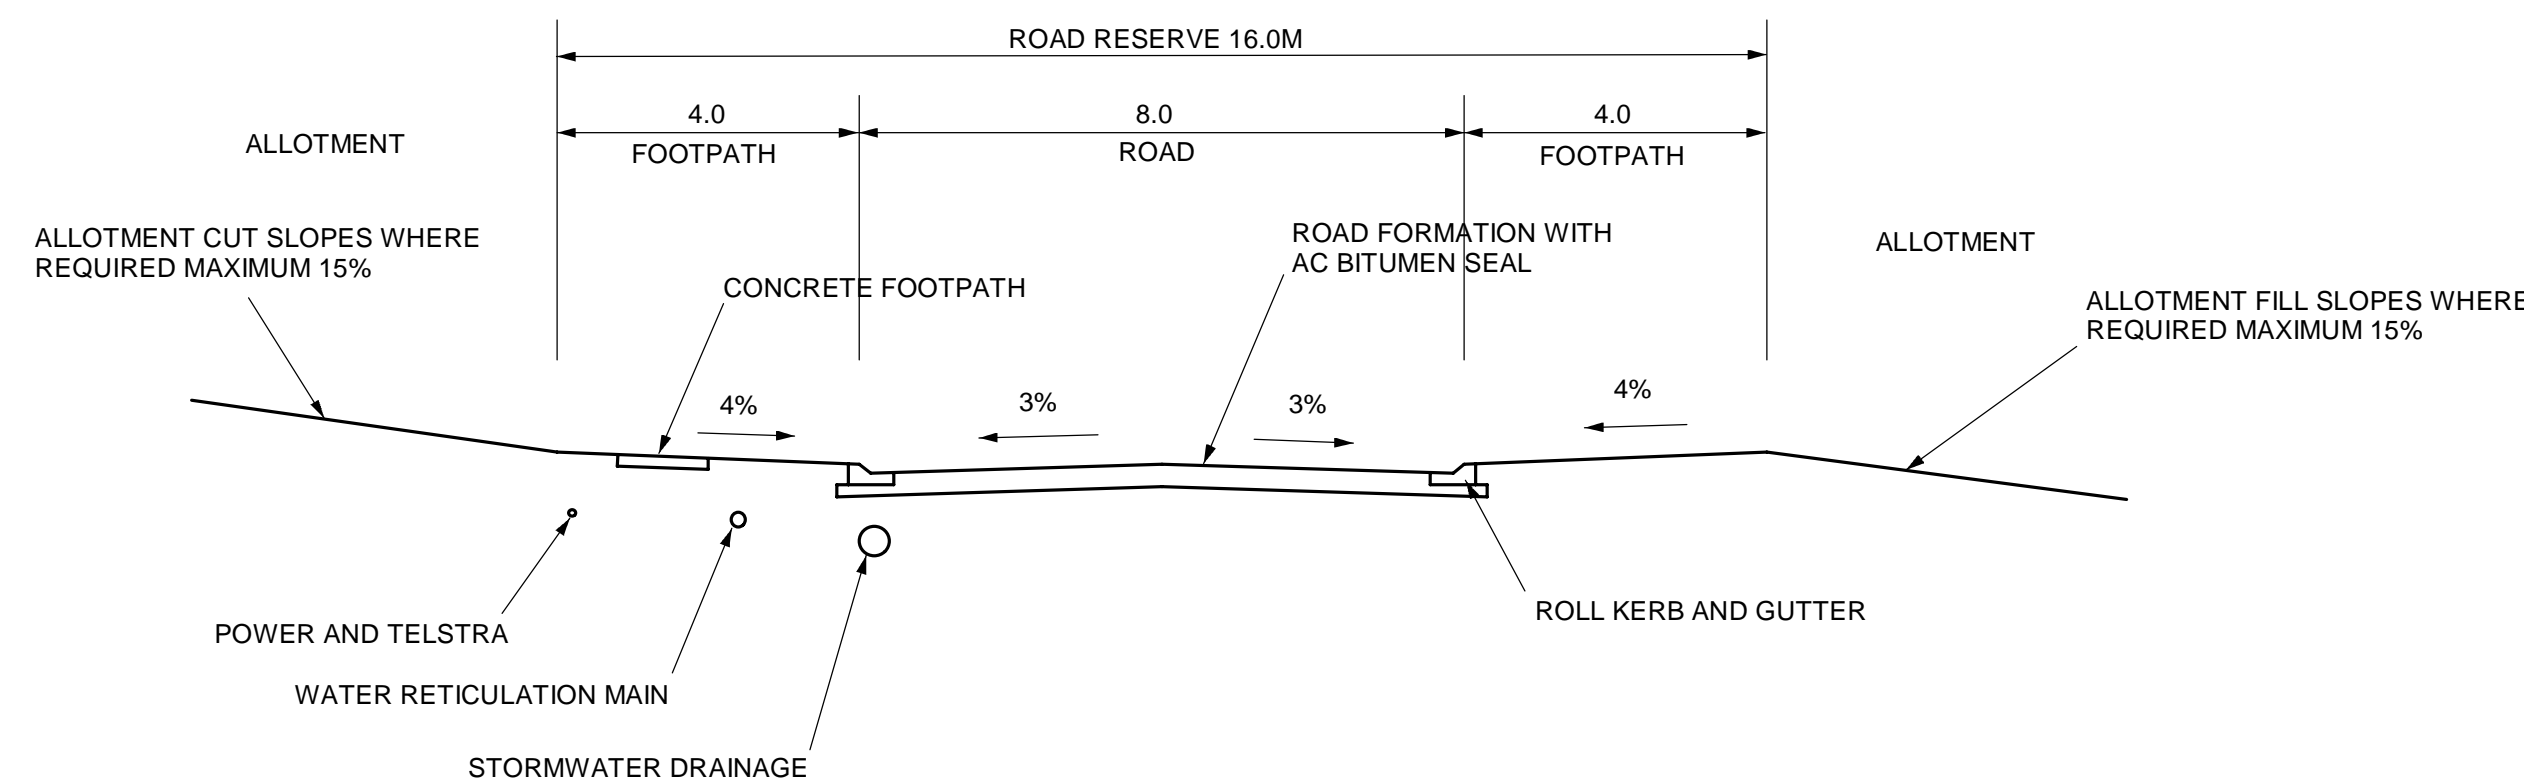 ROAD RESERVE 16.0M
4.0
8.0
4.0
ALLOTMENT
FOOTPATH
ROAD
FOOTPATH
ALLOTMENT CUT SLOPES WHERE
REQUIRED MAXIMUM 15%
ROAD FORMATION WITH
AC BITUMEN SEAL
ALLOTMENT
CONCRETE FOOTPATH
ALLOTMENT FILL SLOPES WHERE
REQUIRED MAXIMUM 15%
4%
3%
3%
4%
POWER AND TELSTRA
ROLL KERB AND GUTTER
WATER RETICULATION MAIN
STORMWATER DRAINAGE